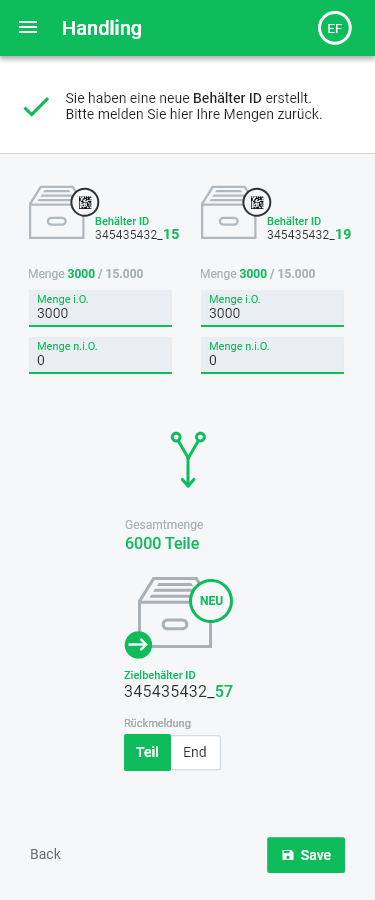 Handling
EF
Sie haben eine neue Behälter ID erstellt.
Bitte melden Sie hier Ihre Mengen zurück.
Behälter ID
345435432_15
Menge 3000 / 15.000
Menge i.O.
3000
Menge n.i.O.
0
Behälter ID
345435432_19
Menge 3000 / 15.000
Menge i.O.
3000
Menge n.i.O.
0
Gesamtmenge
6000 Teile
NEU
Zielbehälter ID
345435432_57
Rückmeldung
Teil End
Back
Save